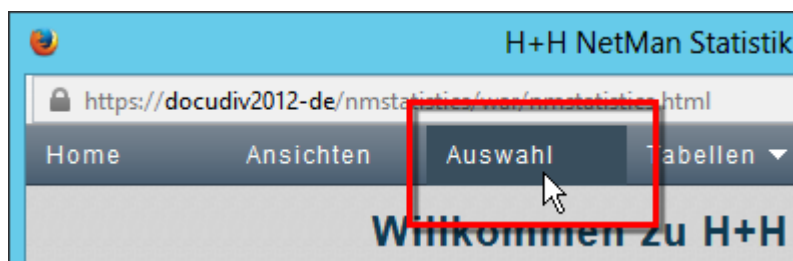 H+H NetMan Statistik
https://docudiv2012-de/nmstatistics/war/nmstatistics.html
Home Ansichten Auswahl Tabellen
Willkommen zu H+H